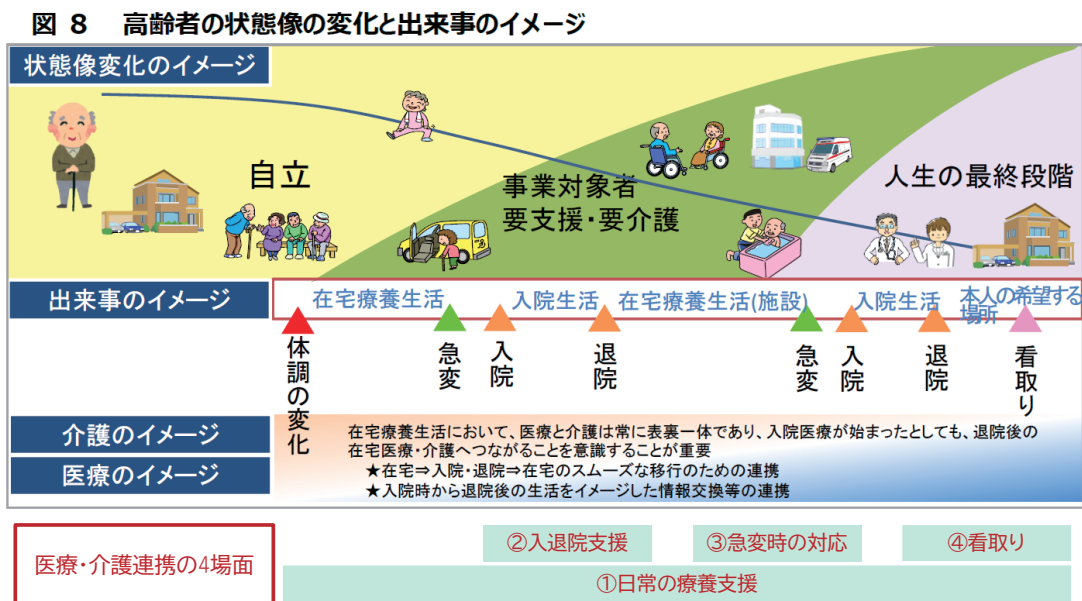 図 8 高齢者の状態像の変化と出来事のイメージ
状態像変化のイメージ
自立
事業対象者
要支援・要介護
人生の最終段階
出来事のイメージ
在宅療養生活
入院生活
在宅療養生活(施設)
入院生活
本人の希望する
場所
体調の変化
急変
入院
退院
急変
入院
退院
看取り
介護のイメージ
医療のイメージ
在宅療養生活において、医療と介護は常に表裏一体であり、入院医療が始まったとしても、退院後の
在宅医療・介護へつながることを意識することが重要
★在宅⇒入院・退院⇒在宅のスムーズな移行のための連携
★入院時から退院後の生活をイメージした情報交換等の連携
医療・介護連携の4場面
②入退院支援
③急変時の対応
④看取り
①日常の療養支援